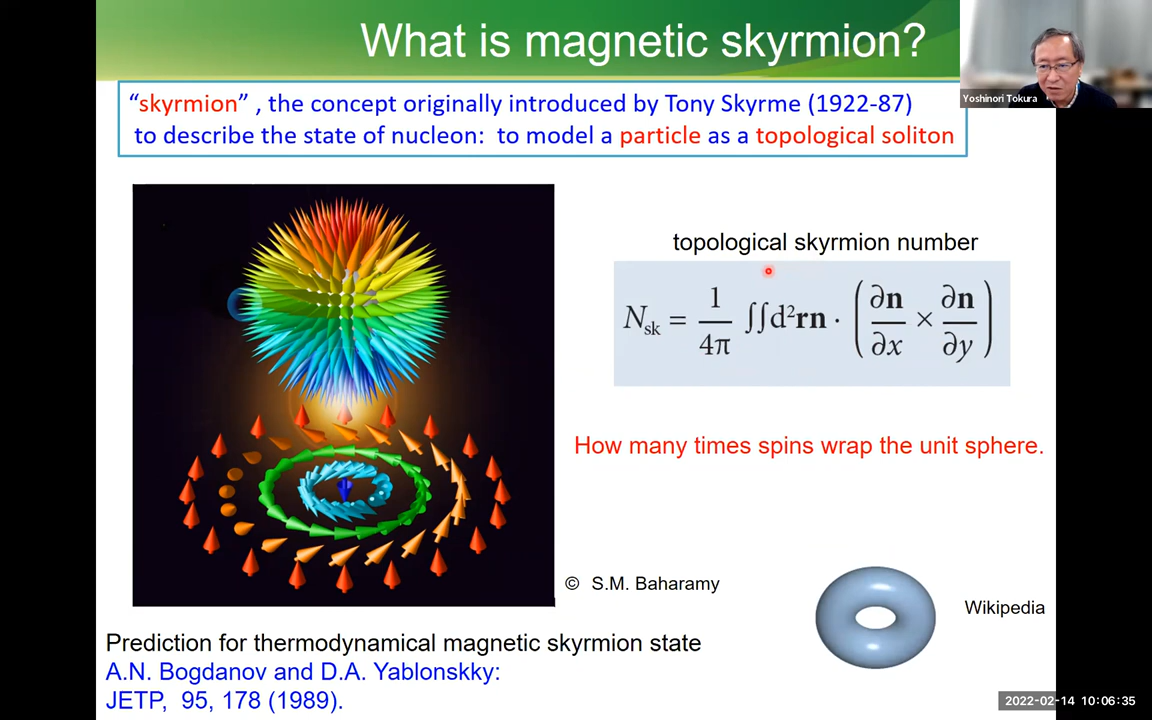 What is magnetic skyrmion?
Yoshinori Tokura
“skyrmion” , the concept originally introduced by Tony Skyrme (1922-87)
to describe the state of nucleon: to model a particle as a topological soliton
topological skyrmion number
N_sk = 1/4π ∫∫d²rn · (∂n/∂x × ∂n/∂y)
How many times spins wrap the unit sphere.
© S.M. Baharamy
Wikipedia
Prediction for thermodynamical magnetic skyrmion state
A.N. Bogdanov and D.A. Yablonskky:
JETP, 95, 178 (1989).
2022-02-14 10:06:35